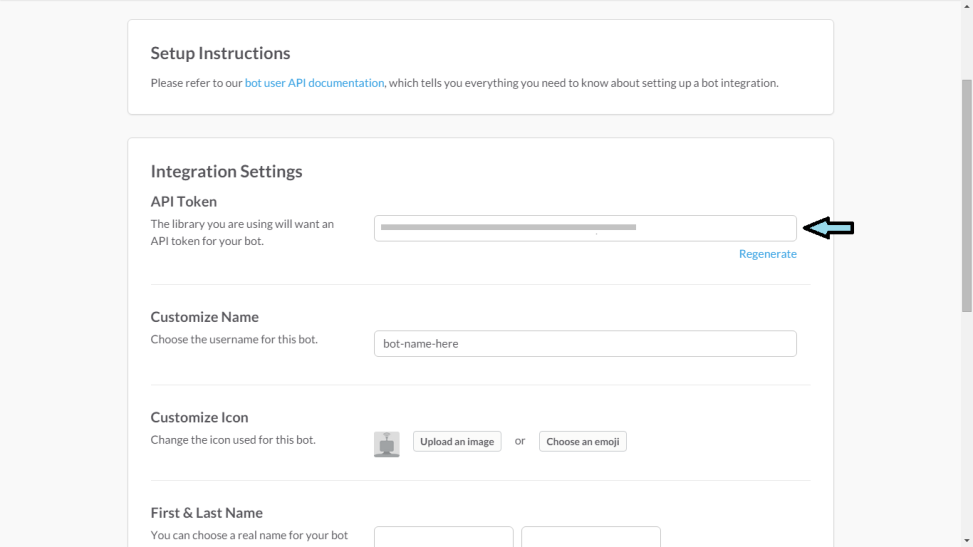 Setup Instructions
Please refer to our bot user API documentation, which tells you everything you need to know about setting up a bot integration.
Integration Settings
API Token
The library you are using will want an
API token for your bot.
Regenerate
Customize Name
Choose the username for this bot.
bot-name-here
Customize Icon
Change the icon used for this bot.
Upload an image or Choose an emoji
First & Last Name
You can choose a real name for your bot